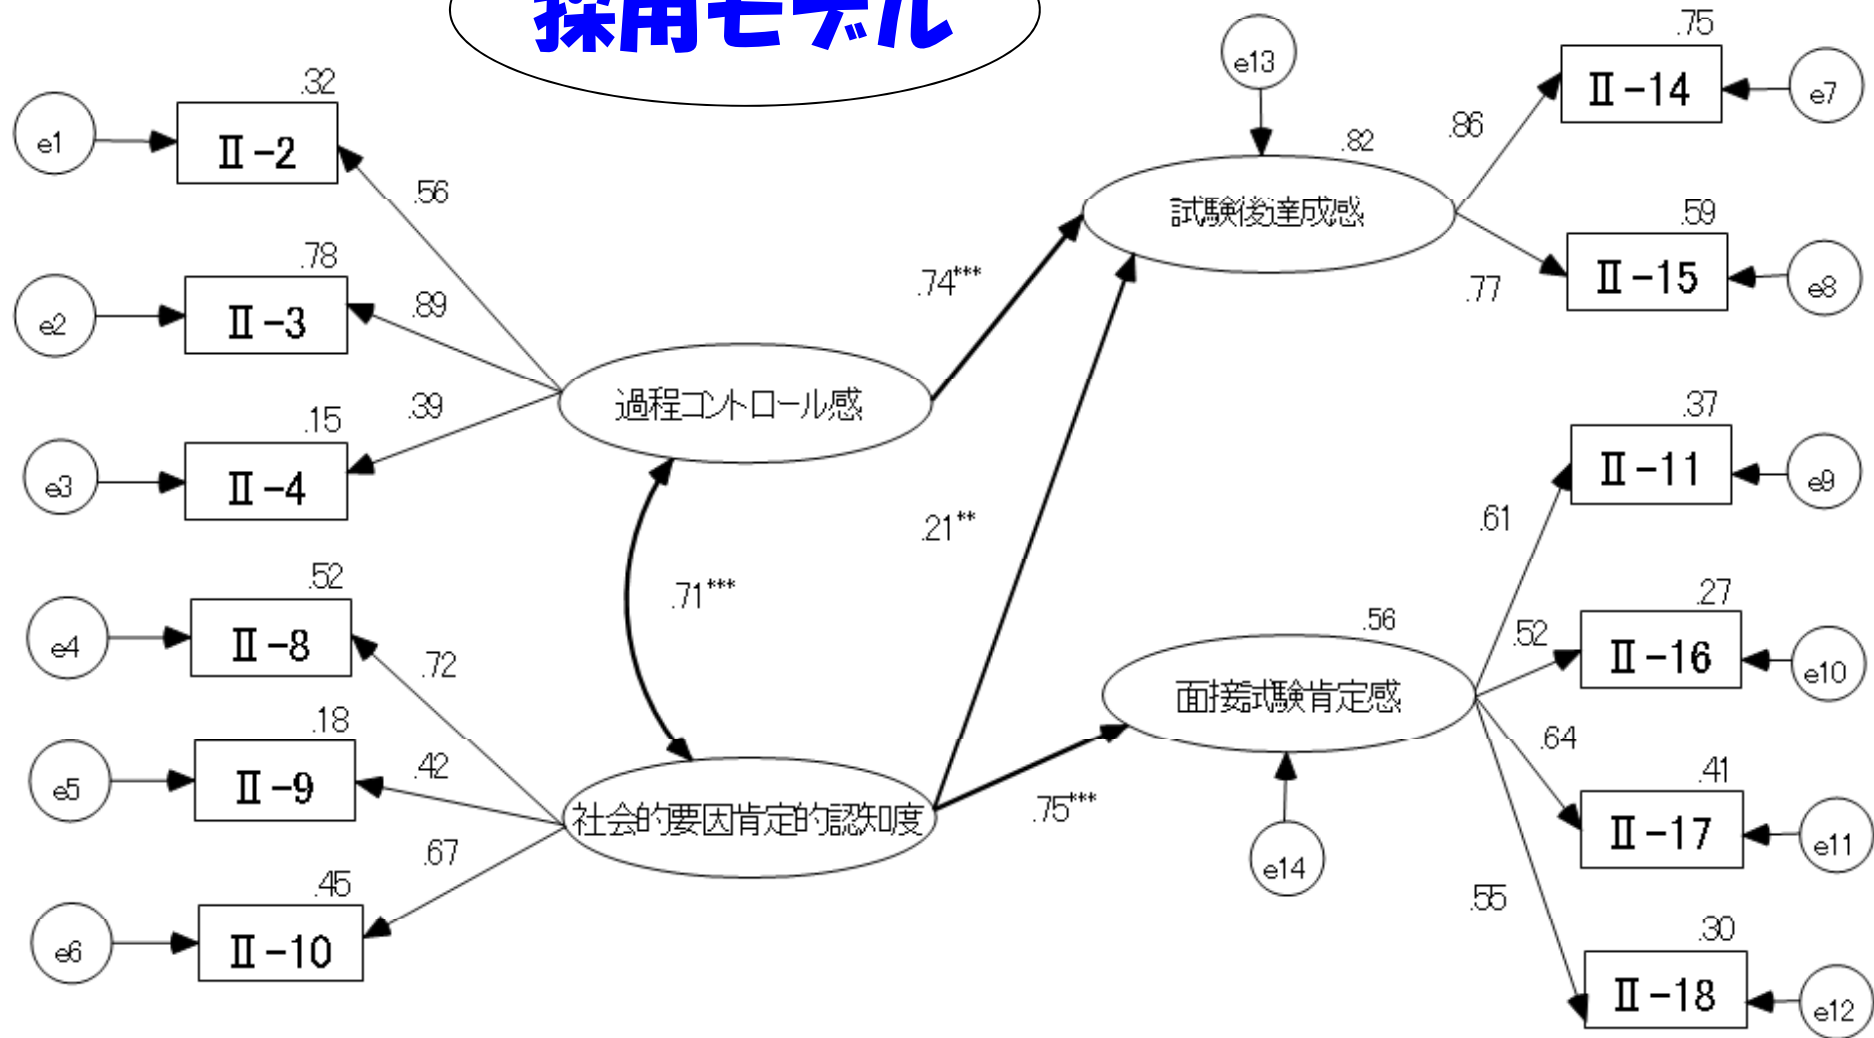 採用モデル
.32
e1
Ⅱ-2
.56
.78
e2
Ⅱ-3
.89
.15
e3
Ⅱ-4
.39
過程コントロール感
.71***
.52
e4
Ⅱ-8
.72
.18
e5
Ⅱ-9
.42
.45
e6
Ⅱ-10
.67
社会的要因肯定的認知度
.74***
.21**
.75***
e13
.82
試験後達成感
.86
.75
Ⅱ-14
e7
.77
.59
Ⅱ-15
e8
.56
面接試験肯定感
e14
.61
.37
Ⅱ-11
e9
.52
.27
Ⅱ-16
e10
.64
.41
Ⅱ-17
e11
.55
.30
Ⅱ-18
e12